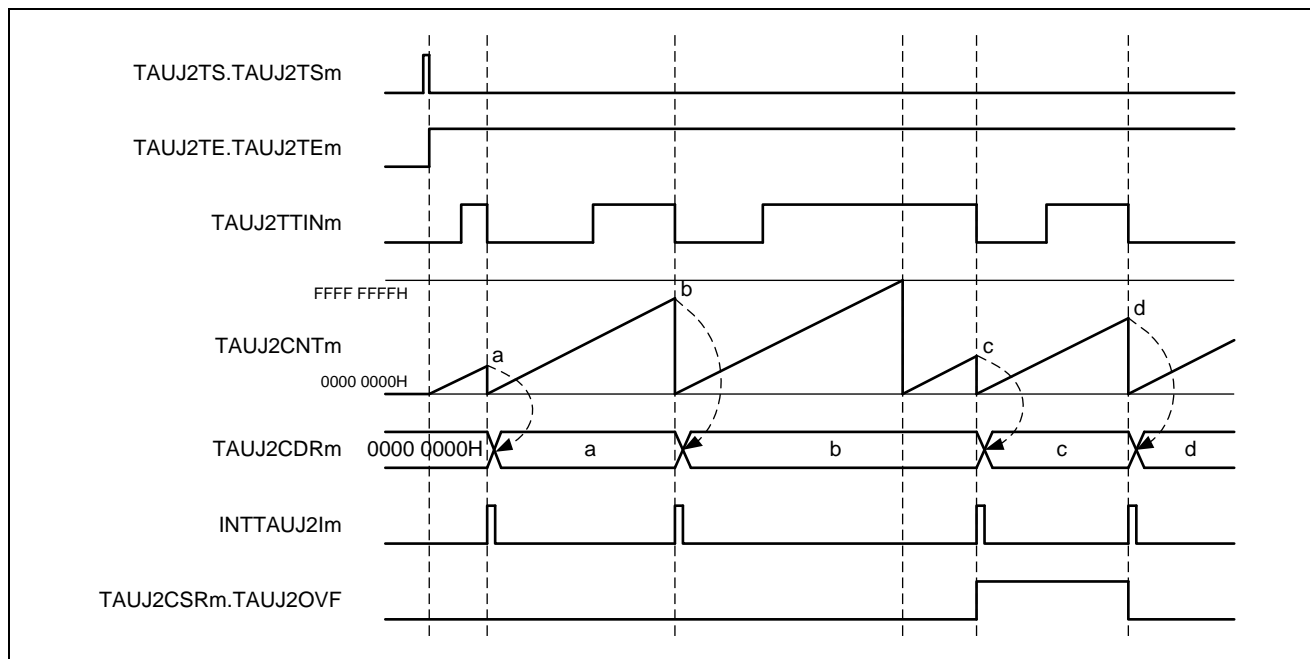 TAUJ2TS.TAUJ2TSm
TAUJ2TE.TAUJ2TEm
TAUJ2TTINm
FFFF FFFFH
b
d
TAUJ2CNTm
a
c
0000 0000H
TAUJ2CDRm 0000 0000H a b c d
INTTAUJ2Im
TAUJ2CSRm.TAUJ2OVF